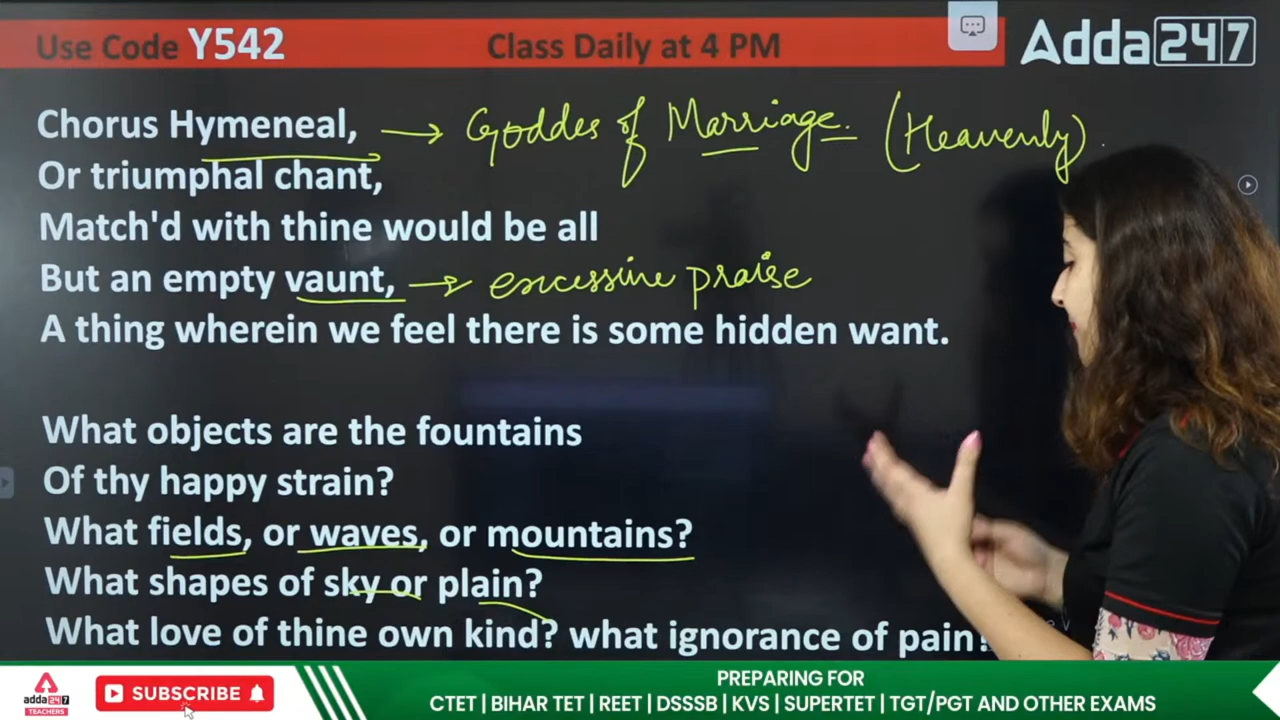 Use Code Y542 Class Daily at 4 PM Adda247
Chorus Hymeneal, → Goddes of Marriage. (Heavenly)
Or triumphal chant,
Match'd with thine would be all
But an empty vaunt, → excessive praise
A thing wherein we feel there is some hidden want.
What objects are the fountains
Of thy happy strain?
What fields, or waves, or mountains?
What shapes of sky or plain?
What love of thine own kind? what ignorance of pain?
PREPARING FOR
adda247 TEACHERS SUBSCRIBE CTET | BIHAR TET | REET | DSSSB | KVS | SUPERTET | TGT/PGT AND OTHER EXAMS